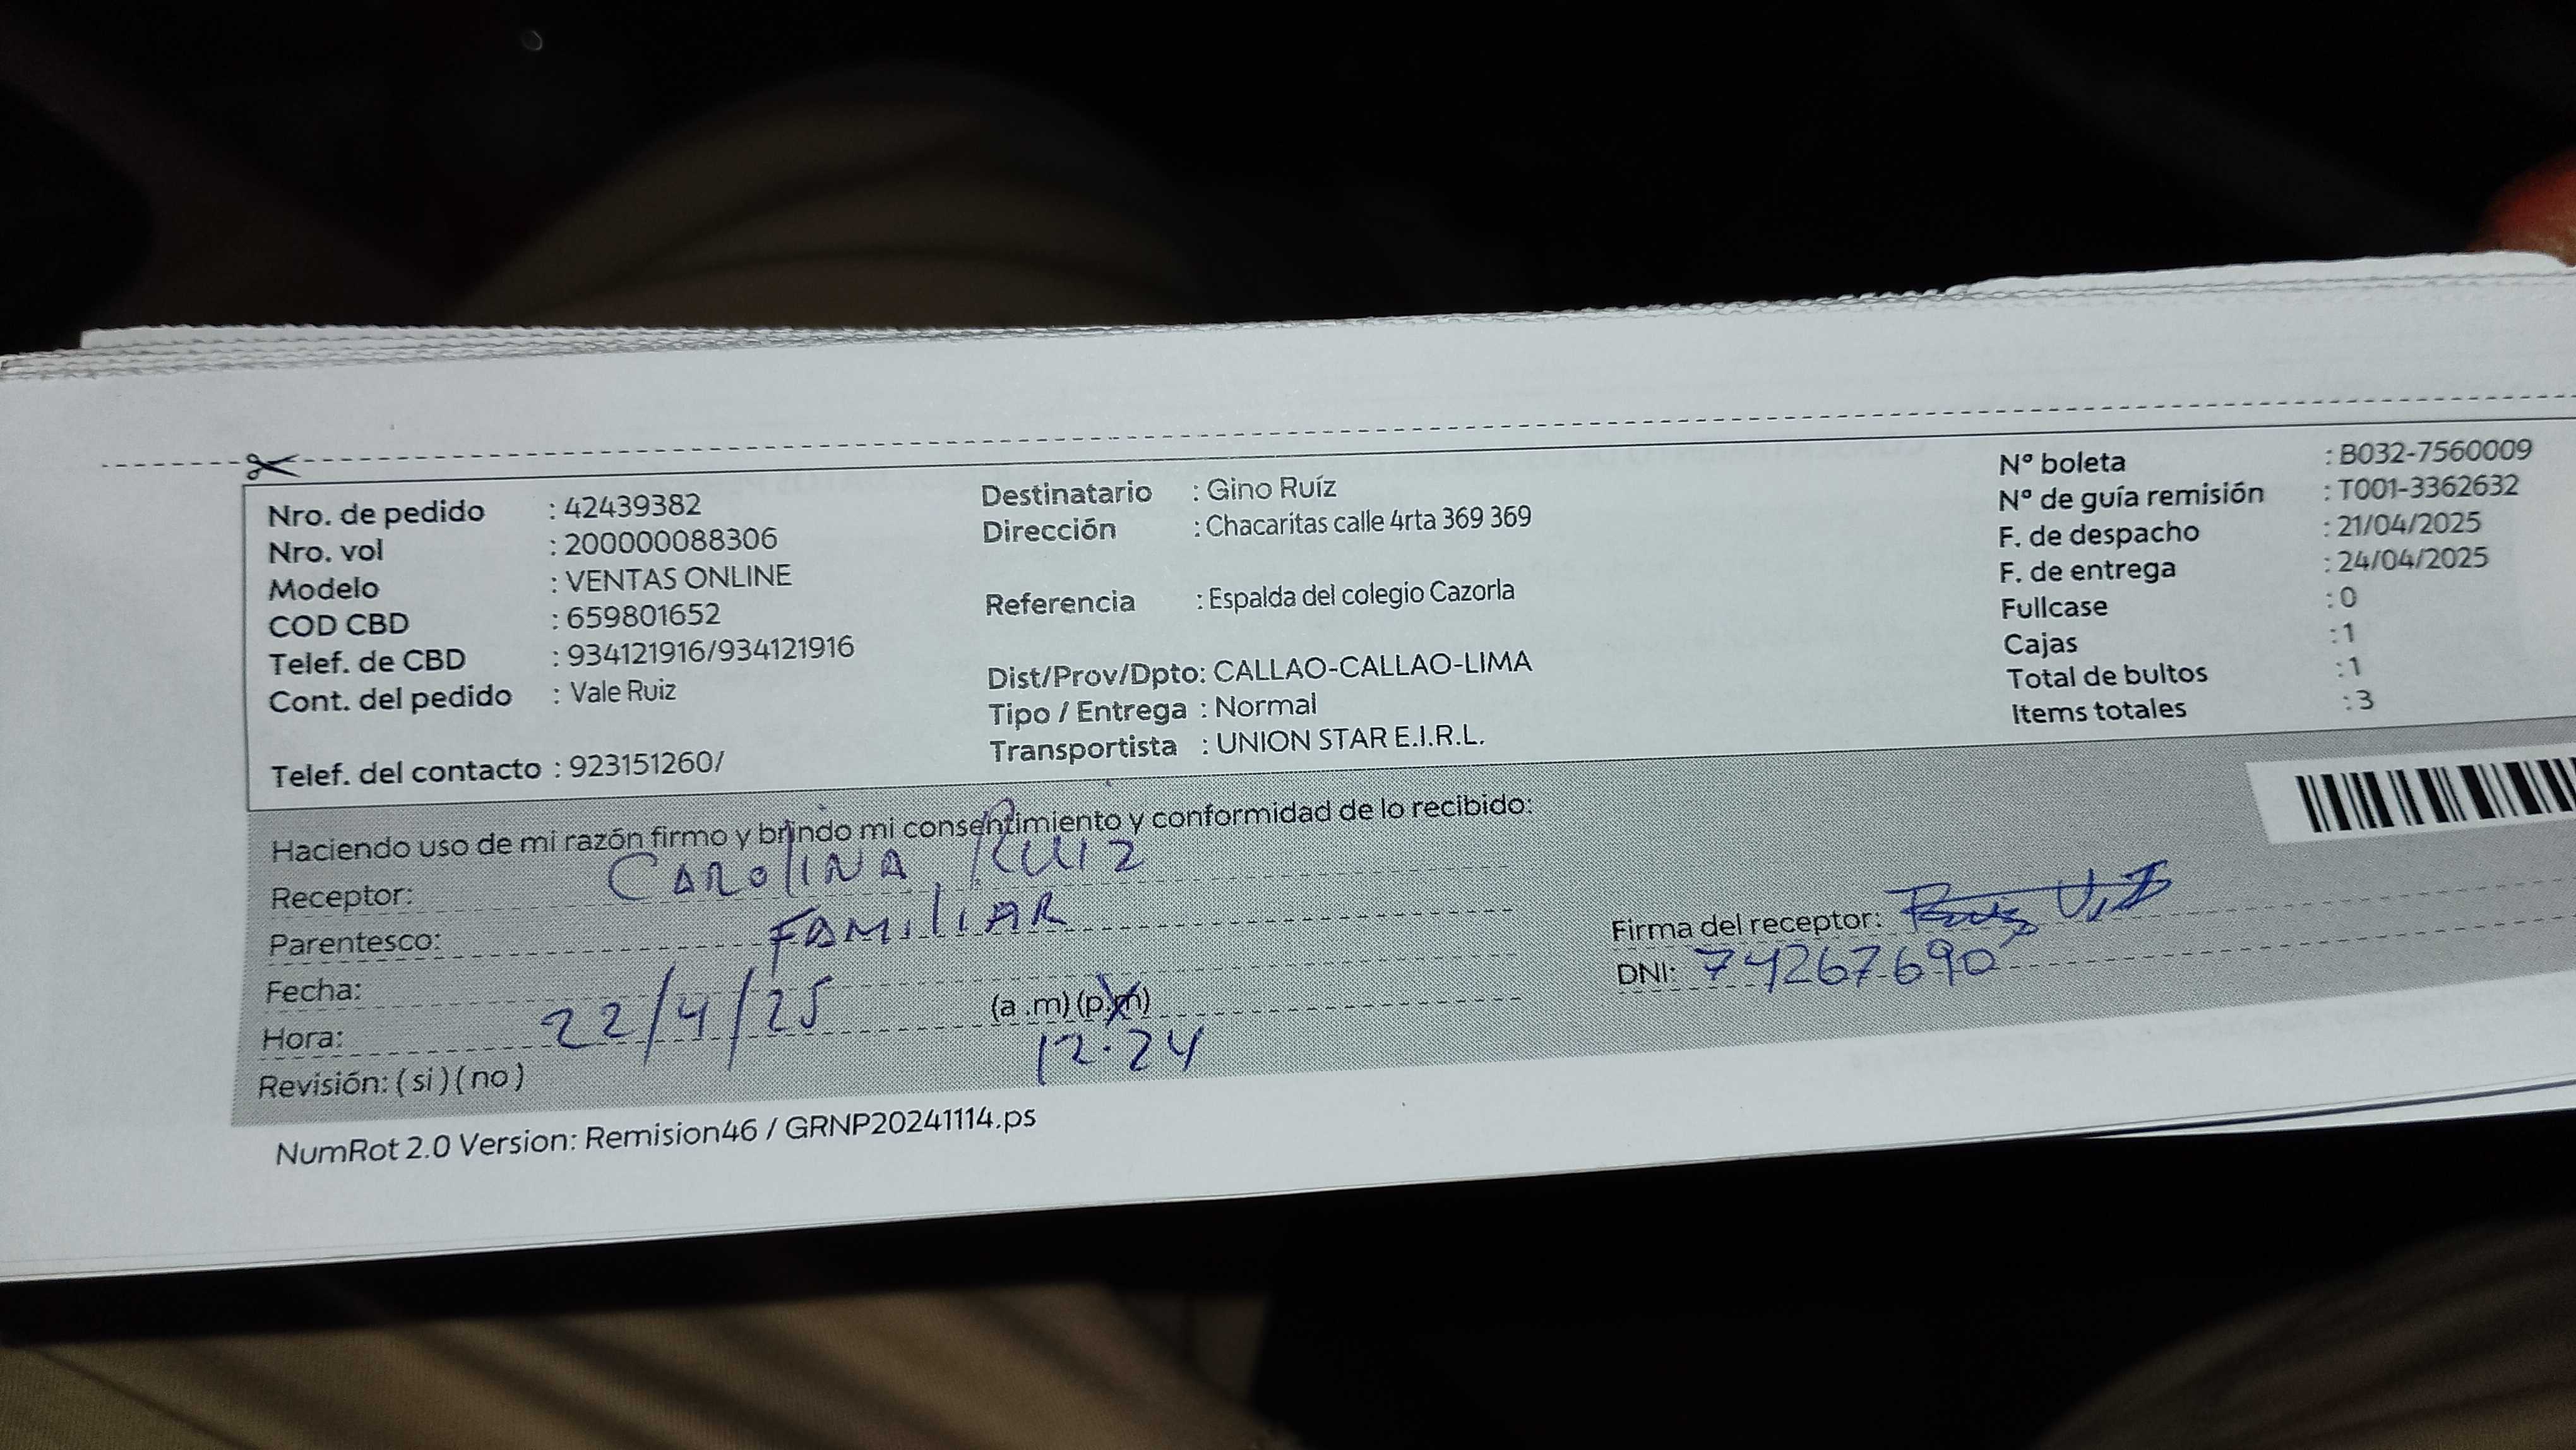 Nro. de pedido : 42439382
Nro. vol : 200000088306
Modelo : VENTAS ONLINE
COD CBD : 659801652
Telef. de CBD : 934121916/934121916
Cont. del pedido : Vale Ruiz
Telef. del contacto : 923151260/
Destinatario : Gino Ruíz
Dirección : Chacaritas calle 4rta 369 369
Referencia : Espalda del colegio Cazorla
Dist/Prov/Dpto: CALLAO-CALLAO-LIMA
Tipo / Entrega : Normal
Transportista : UNION STAR E.I.R.L.
N° boleta : B032-7560009
N° de guía remisión : T001-3362632
F. de despacho : 21/04/2025
F. de entrega : 24/04/2025
Fullcase : 0
Cajas : 1
Total de bultos : 1
Items totales : 3
Haciendo uso de mi razón firmo y brindo mi consentimiento y conformidad de lo recibido:
Receptor: CAROLINA RUIZ
Parentesco: FAMILIAR
Fecha: 22/4/25
Hora: (a .m) (p.m) 12.24
Revisión: ( si ) ( no )
Firma del receptor:
DNI: 74267690
NumRot 2.0 Version: Remision46 / GRNP20241114.ps